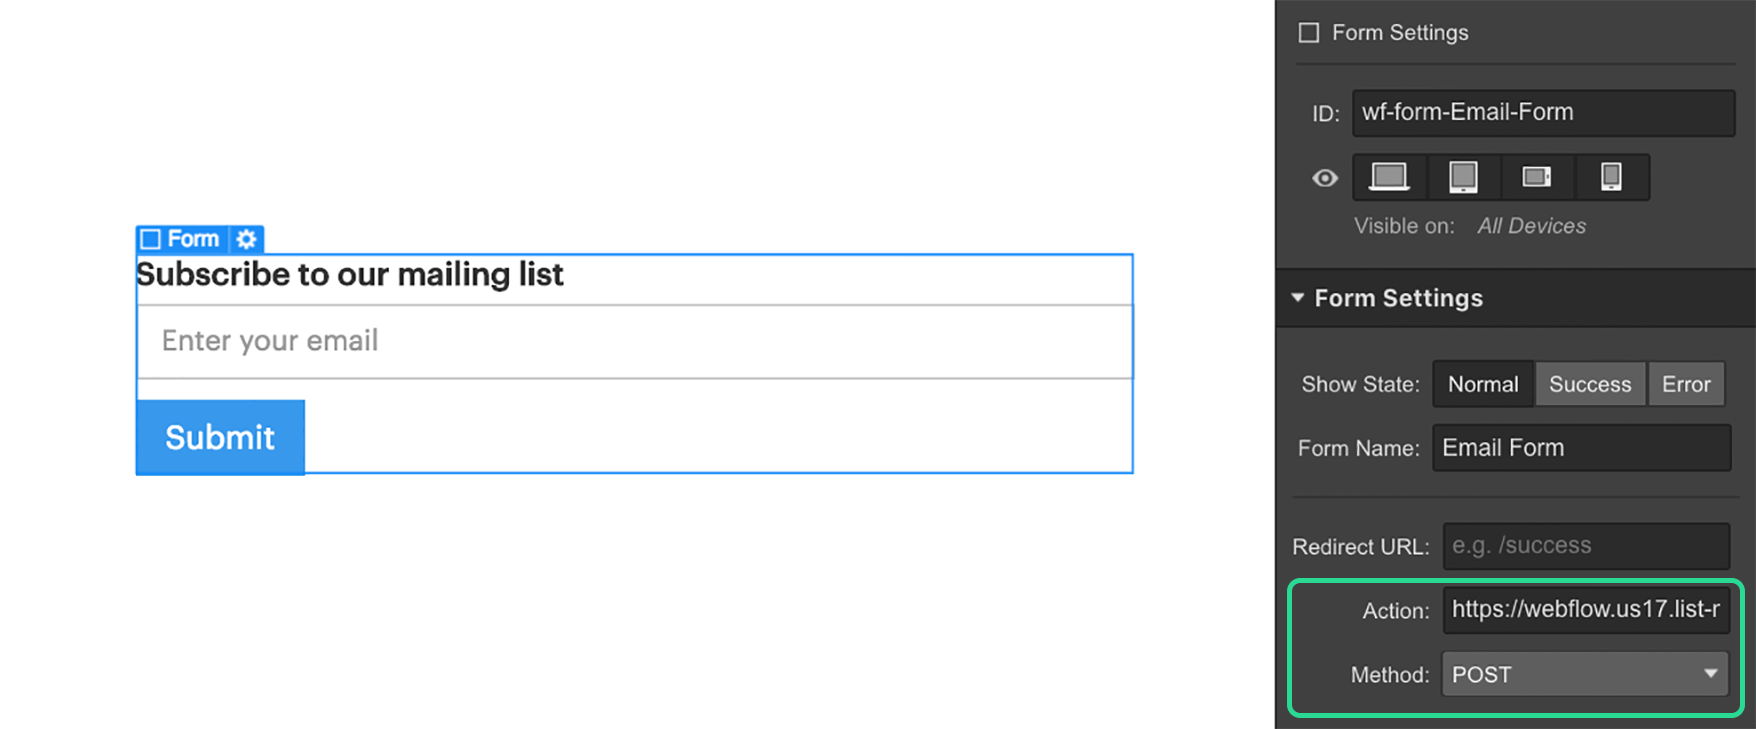 Form
Subscribe to our mailing list
Enter your email
Submit
Form Settings
ID: wf-form-Email-Form
Visible on: All Devices
Form Settings
Show State: Normal Success Error
Form Name: Email Form
Redirect URL: e.g. /success
Action: https://webflow.us17.list-r
Method: POST